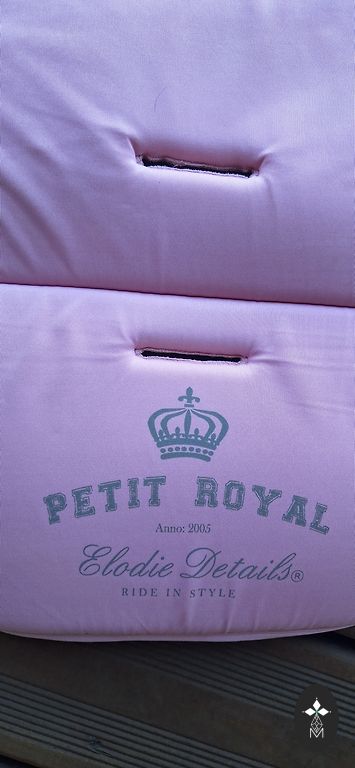 PETIT ROYAL
Anno: 2005
Elodie Details®
RIDE IN STYLE
M